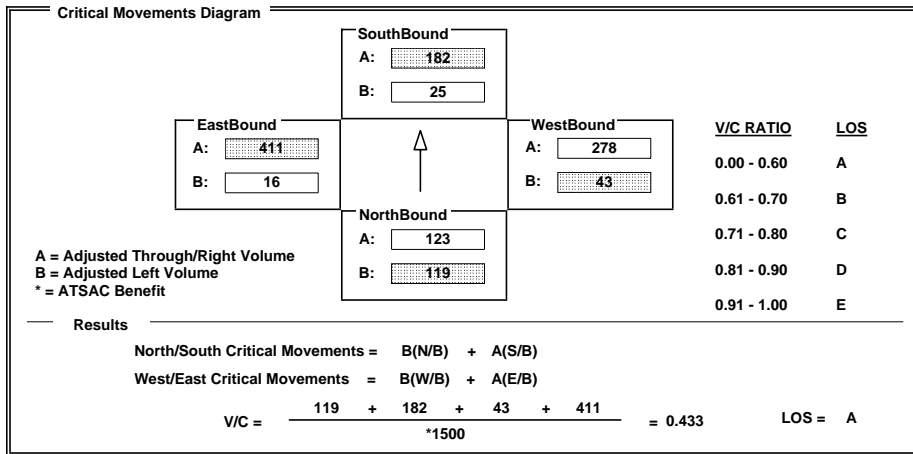 Critical Movements Diagram
SouthBound
A: 182
B: 25
EastBound
A: 411
B: 16
WestBound
A: 278
B: 43
NorthBound
A: 123
B: 119
V/C RATIO LOS
0.00 - 0.60 A
0.61 - 0.70 B
0.71 - 0.80 C
0.81 - 0.90 D
0.91 - 1.00 E
A = Adjusted Through/Right Volume
B = Adjusted Left Volume
* = ATSAC Benefit
Results
North/South Critical Movements = B(N/B) + A(S/B)
West/East Critical Movements = B(W/B) + A(E/B)
V/C = 119 + 182 + 43 + 411 = 0.433 LOS = A
*1500